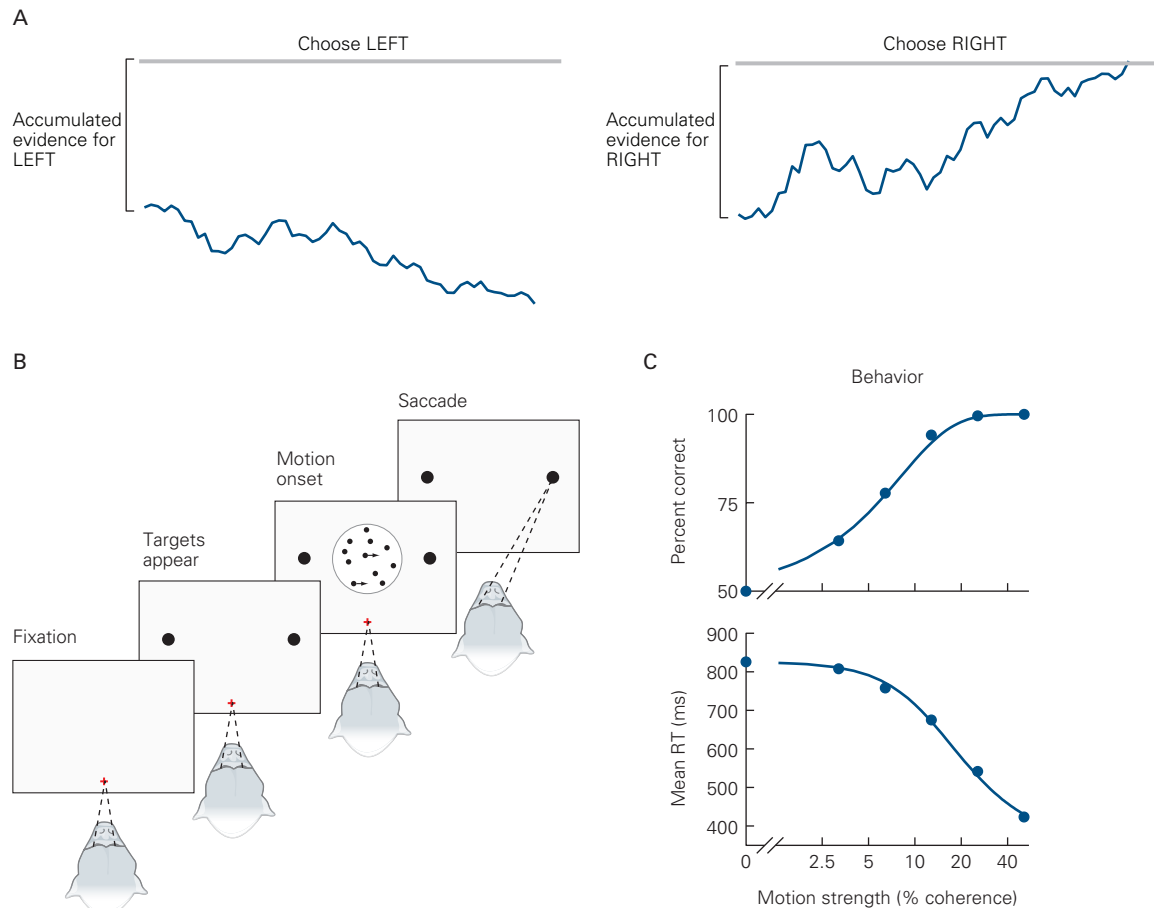 A
Choose LEFT
Accumulated
evidence for
LEFT
Choose RIGHT
Accumulated
evidence for
RIGHT
B
Fixation
Targets
appear
Motion
onset
Saccade
C
Behavior
Percent correct
100
75
50
Mean RT (ms)
900
800
700
600
500
400
0
2.5
5
10
20
40
Motion strength (% coherence)